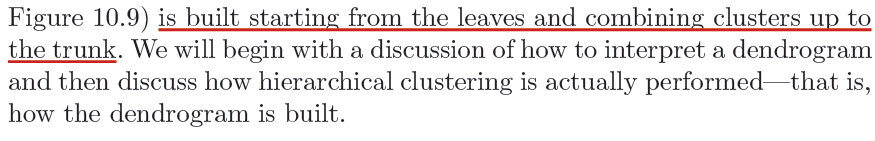 Figure 10.9) is built starting from the leaves and combining clusters up to
the trunk. We will begin with a discussion of how to interpret a dendrogram
and then discuss how hierarchical clustering is actually performed—that is,
how the dendrogram is built.